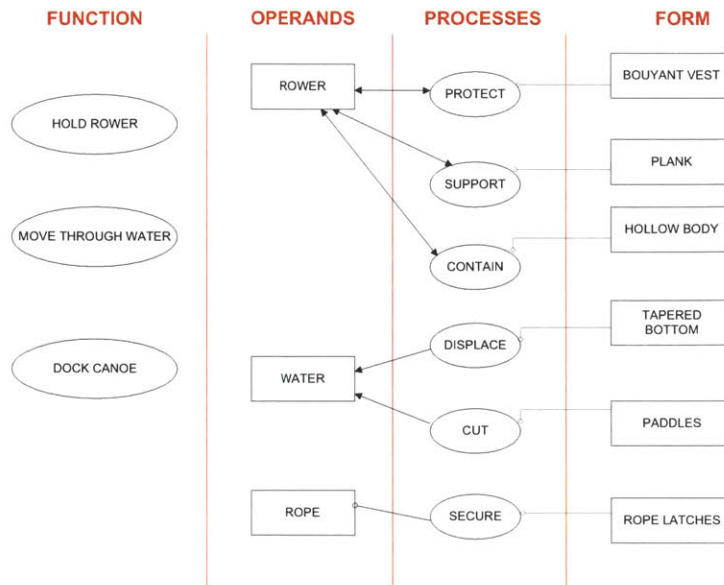 FUNCTION
OPERANDS
PROCESSES
FORM
HOLD ROWER
MOVE THROUGH WATER
DOCK CANOE
ROWER
WATER
ROPE
PROTECT
SUPPORT
CONTAIN
DISPLACE
CUT
SECURE
BOUYANT VEST
PLANK
HOLLOW BODY
TAPERED
BOTTOM
PADDLES
ROPE LATCHES